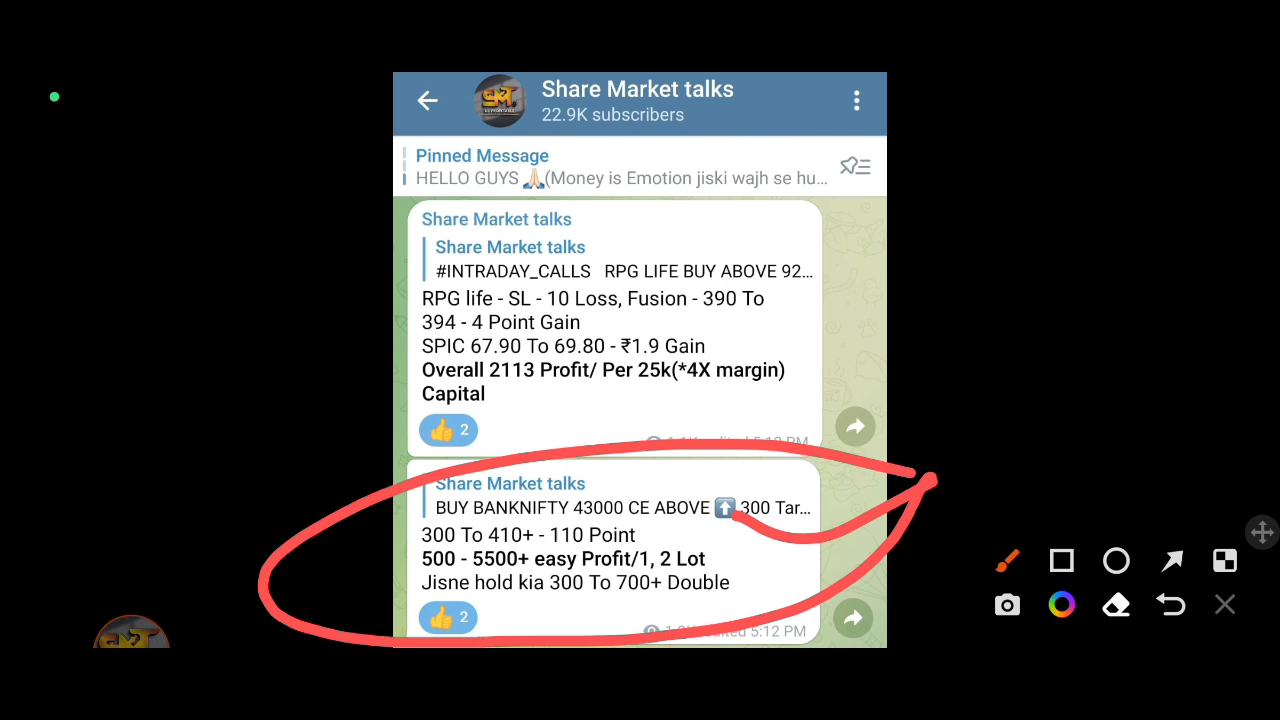 Share Market talks
22.9K subscribers
Pinned Message
HELLO GUYS 🙏🏻(Money is Emotion jiski wajh se hu...
Share Market talks
Share Market talks
#INTRADAY_CALLS RPG LIFE BUY ABOVE 92...
RPG life - SL - 10 Loss, Fusion - 390 To
394 - 4 Point Gain
SPIC 67.90 To 69.80 - ₹1.9 Gain
Overall 2113 Profit/ Per 25k(*4X margin)
Capital
👍 2
5:12 PM
Share Market talks
BUY BANKNIFTY 43000 CE ABOVE ⬆️ 300 Tar...
300 To 410+ - 110 Point
500 - 5500+ easy Profit/1, 2 Lot
Jisne hold kia 300 To 700+ Double
👍 2
5:12 PM
SMT